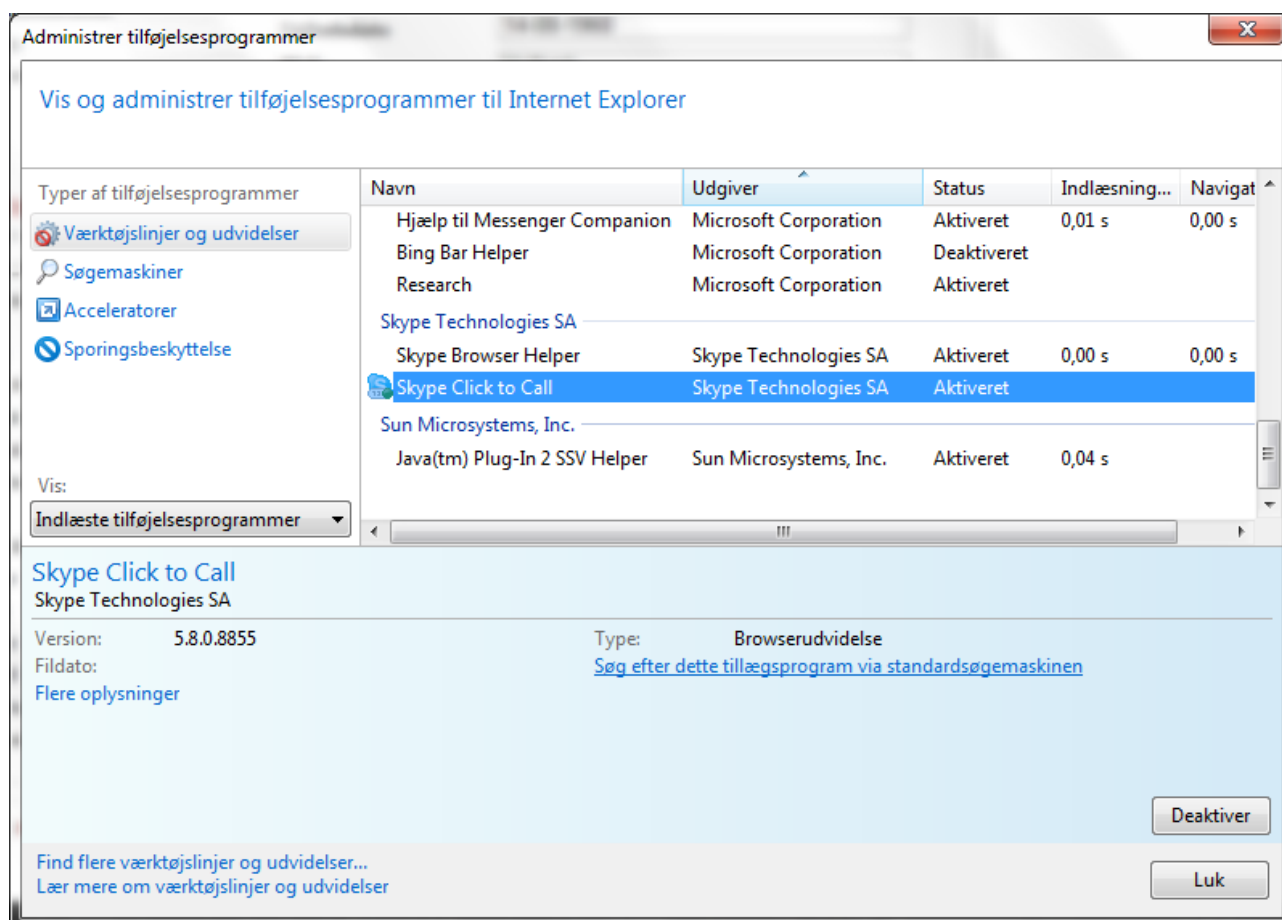 Administrer tilføjelsesprogrammer
Vis og administrer tilføjelsesprogrammer til Internet Explorer
Typer af tilføjelsesprogrammer
Værktøjslinjer og udvidelser
Søgemaskiner
Acceleratorer
Sporingsbeskyttelse
Vis:
Indlæste tilføjelsesprogrammer
Navn Udgiver Status Indlæsning... Navigat
Hjælp til Messenger Companion Microsoft Corporation Aktiveret 0,01 s 0,00 s
Bing Bar Helper Microsoft Corporation Deaktiveret
Research Microsoft Corporation Aktiveret
Skype Technologies SA
Skype Browser Helper Skype Technologies SA Aktiveret 0,00 s 0,00 s
Skype Click to Call Skype Technologies SA Aktiveret
Sun Microsystems, Inc.
Java(tm) Plug-In 2 SSV Helper Sun Microsystems, Inc. Aktiveret 0,04 s
Skype Click to Call
Skype Technologies SA
Version: 5.8.0.8855 Type: Browserudvidelse
Fildato: Søg efter dette tillægsprogram via standardsøgemaskinen
Flere oplysninger
Deaktiver
Find flere værktøjslinjer og udvidelser...
Lær mere om værktøjslinjer og udvidelser
Luk